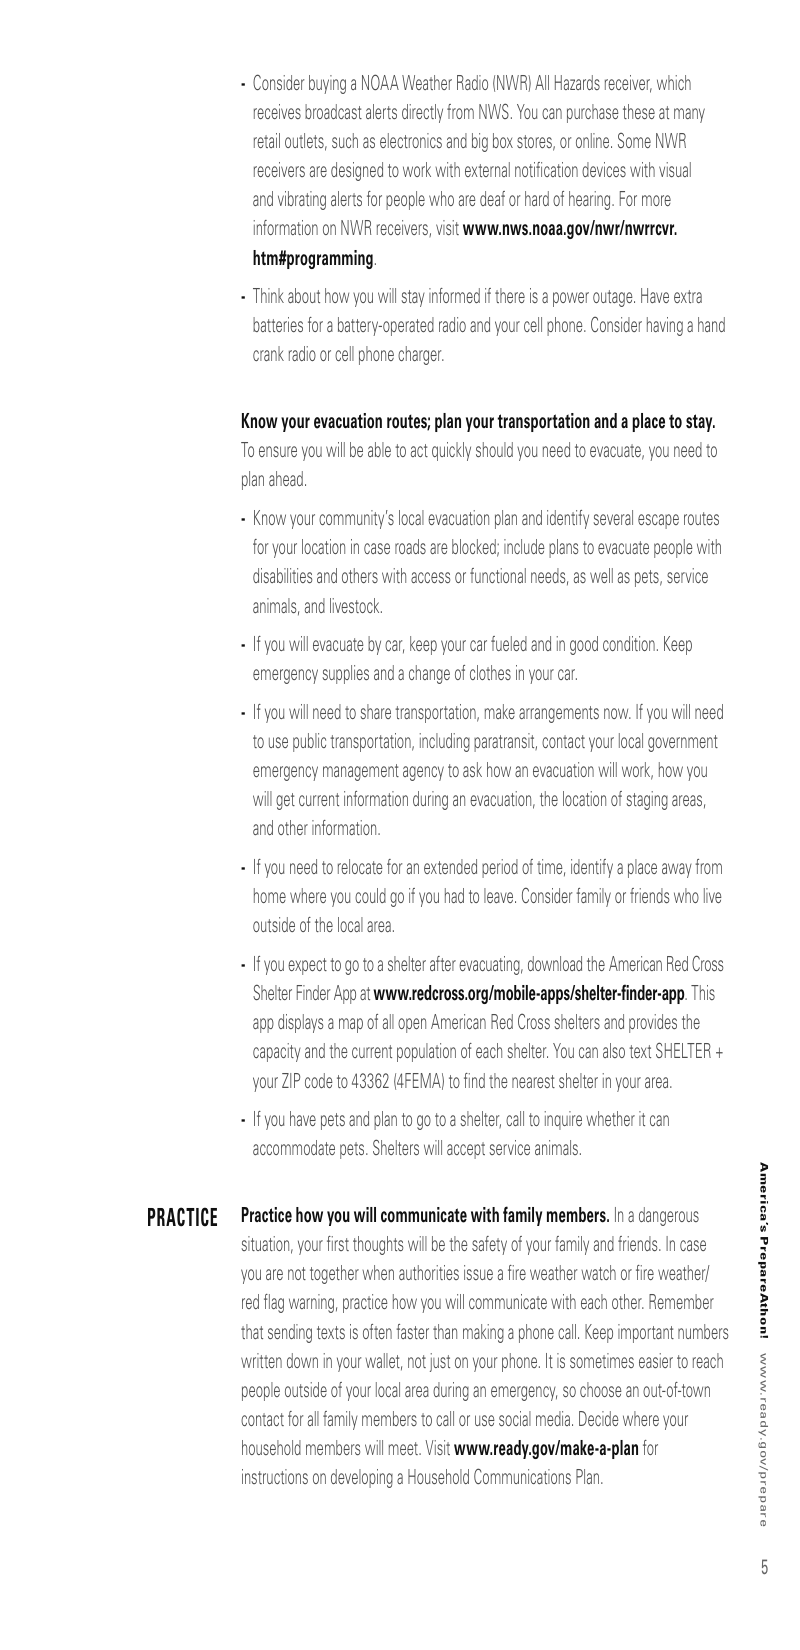 - Consider buying a NOAA Weather Radio (NWR) All Hazards receiver, which
receives broadcast alerts directly from NWS. You can purchase these at many
retail outlets, such as electronics and big box stores, or online. Some NWR
receivers are designed to work with external notification devices with visual
and vibrating alerts for people who are deaf or hard of hearing. For more
information on NWR receivers, visit www.nws.noaa.gov/nwr/nwrrcvr.
htm#programming.
- Think about how you will stay informed if there is a power outage. Have extra
batteries for a battery-operated radio and your cell phone. Consider having a hand
crank radio or cell phone charger.
Know your evacuation routes; plan your transportation and a place to stay.
To ensure you will be able to act quickly should you need to evacuate, you need to
plan ahead.
- Know your community's local evacuation plan and identify several escape routes
for your location in case roads are blocked; include plans to evacuate people with
disabilities and others with access or functional needs, as well as pets, service
animals, and livestock.
- If you will evacuate by car, keep your car fueled and in good condition. Keep
emergency supplies and a change of clothes in your car.
- If you will need to share transportation, make arrangements now. If you will need
to use public transportation, including paratransit, contact your local government
emergency management agency to ask how an evacuation will work, how you
will get current information during an evacuation, the location of staging areas,
and other information.
- If you need to relocate for an extended period of time, identify a place away from
home where you could go if you had to leave. Consider family or friends who live
outside of the local area.
- If you expect to go to a shelter after evacuating, download the American Red Cross
Shelter Finder App at www.redcross.org/mobile-apps/shelter-finder-app. This
app displays a map of all open American Red Cross shelters and provides the
capacity and the current population of each shelter. You can also text SHELTER +
your ZIP code to 43362 (4FEMA) to find the nearest shelter in your area.
- If you have pets and plan to go to a shelter, call to inquire whether it can
accommodate pets. Shelters will accept service animals.
PRACTICE Practice how you will communicate with family members. In a dangerous
situation, your first thoughts will be the safety of your family and friends. In case
you are not together when authorities issue a fire weather watch or fire weather/
red flag warning, practice how you will communicate with each other. Remember
that sending texts is often faster than making a phone call. Keep important numbers
written down in your wallet, not just on your phone. It is sometimes easier to reach
people outside of your local area during an emergency, so choose an out-of-town
contact for all family members to call or use social media. Decide where your
household members will meet. Visit www.ready.gov/make-a-plan for
instructions on developing a Household Communications Plan.
America's PrepareAthon! www.ready.gov/prepare
5